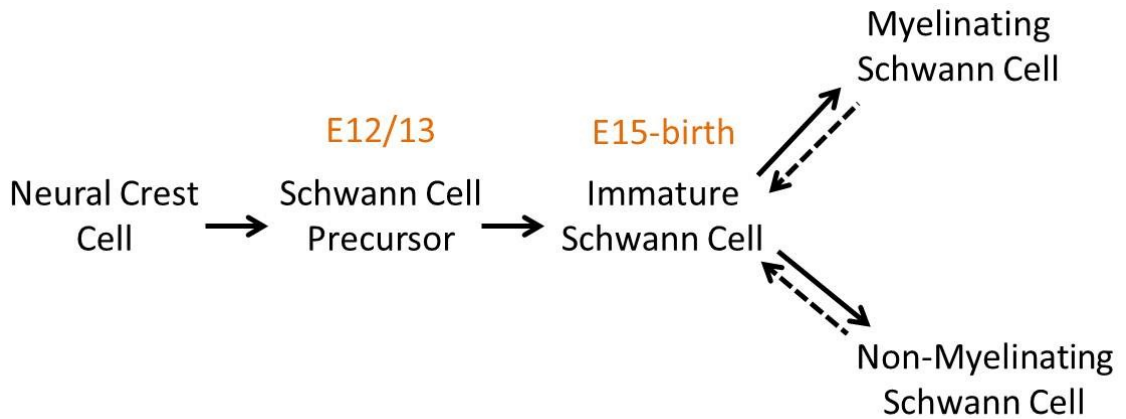 Neural Crest
Cell
E12/13
Schwann Cell
Precursor
E15-birth
Immature
Schwann Cell
Myelinating
Schwann Cell
Non-Myelinating
Schwann Cell